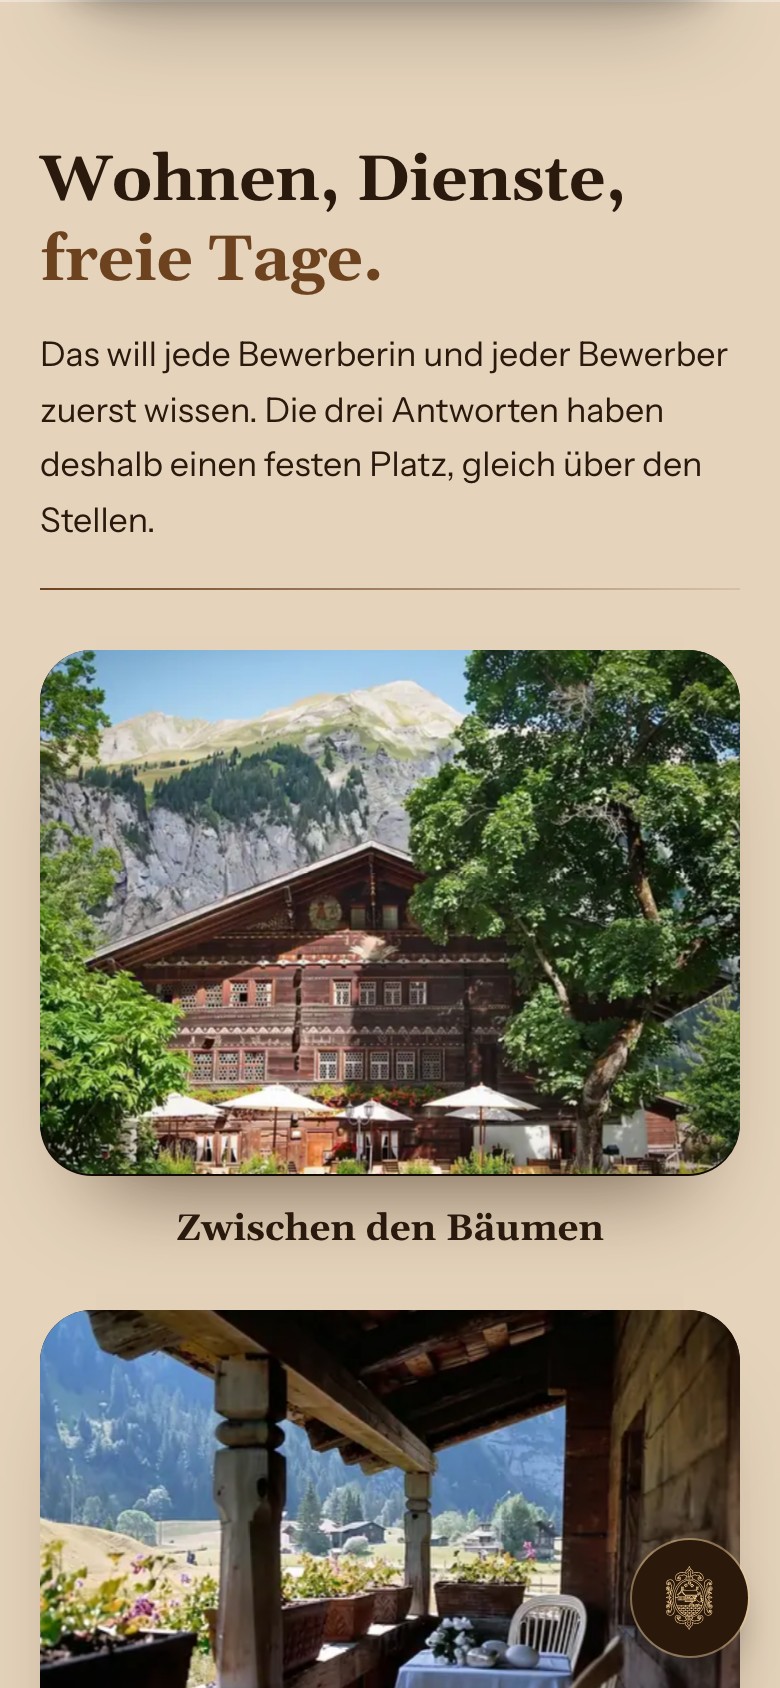 Wohnen, Dienste,
freie Tage.
Das will jede Bewerberin und jeder Bewerber
zuerst wissen. Die drei Antworten haben
deshalb einen festen Platz, gleich über den
Stellen.
Zwischen den Bäumen